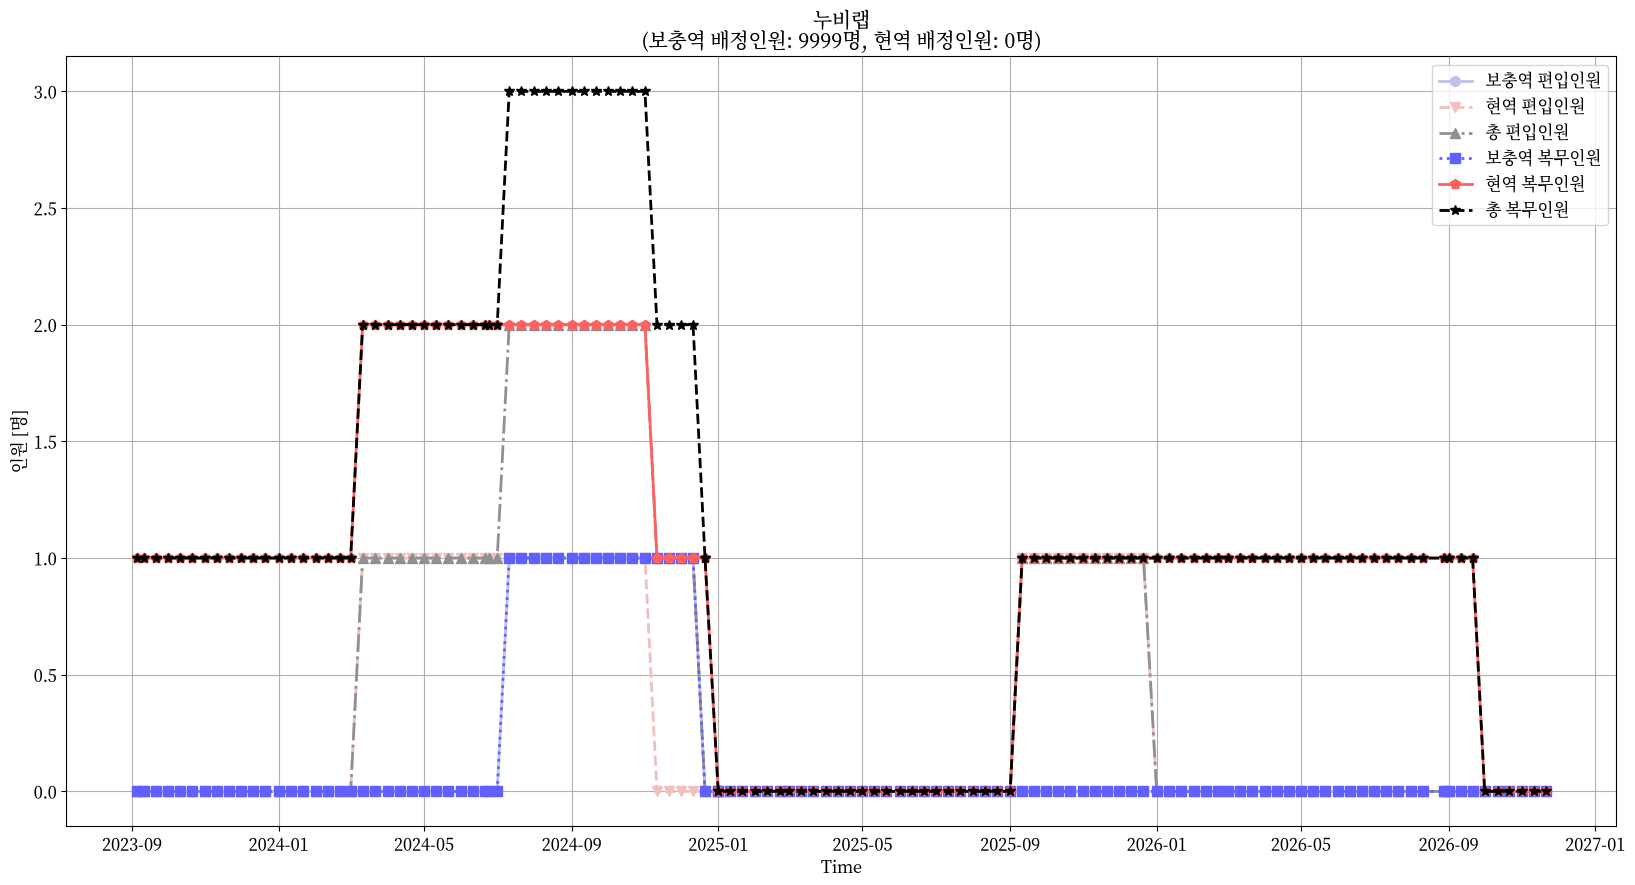 누비랩
(보충역 배정인원: 9999명, 현역 배정인원: 0명)
보충역 편입인원
현역 편입인원
총 편입인원
보충역 복무인원
현역 복무인원
총 복무인원
인원 [명]
3.0
2.5
2.0
1.5
1.0
0.5
0.0
2023-09 2024-01 2024-05 2024-09 2025-01 2025-05 2025-09 2026-01 2026-05 2026-09 2027-01
Time